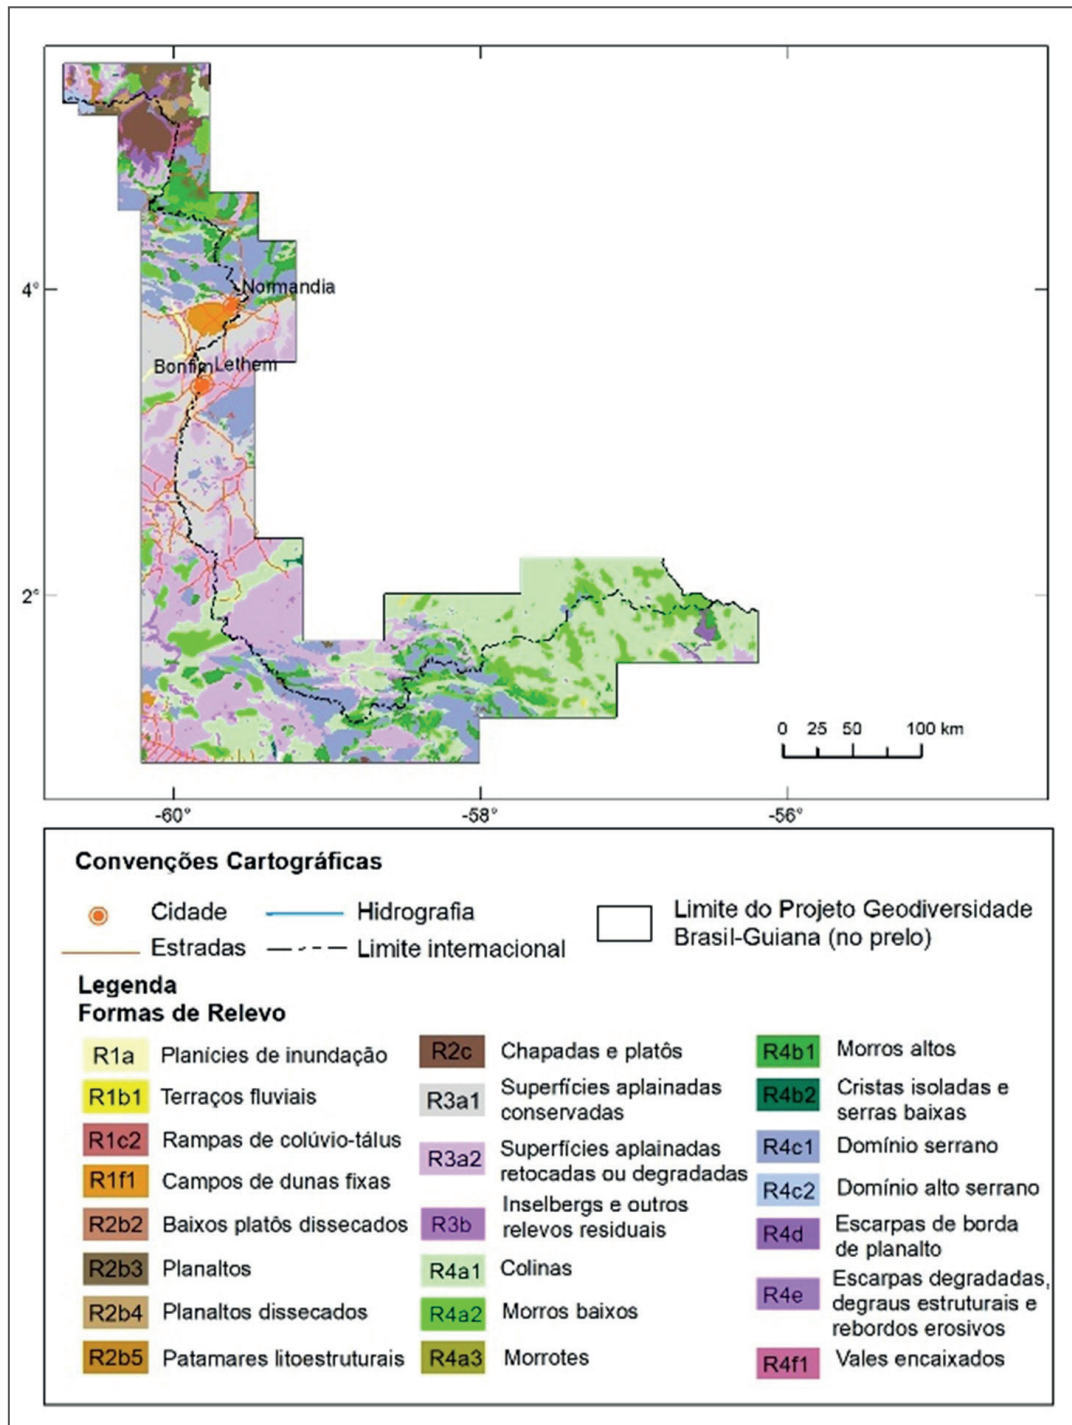 4°
2°
Normandia
Bonfim
Lethem
0 25 50 100 km
-60°
-58°
-56°
Convenções Cartográficas
Cidade
Hidrografia
Limite do Projeto Geodiversidade
Brasil-Guiana (no prelo)
Estradas
Limite internacional
Legenda
Formas de Relevo
R1a Planícies de inundação
R1b1 Terraços fluviais
R1c2 Rampas de colúvio-tálus
R1f1 Campos de dunas fixas
R2b2 Baixos platôs dissecados
R2b3 Planaltos
R2b4 Planaltos dissecados
R2b5 Patamares litoestruturais
R2c Chapadas e platôs
R3a1 Superfícies aplainadas
conservadas
R3a2 Superfícies aplainadas
retocadas ou degradadas
R3b Inselbergs e outros
relevos residuais
R4a1 Colinas
R4a2 Morros baixos
R4a3 Morrotes
R4b1 Morros altos
R4b2 Cristas isoladas e
serras baixas
R4c1 Domínio serrano
R4c2 Domínio alto serrano
R4d Escarpas de borda
de planalto
R4e Escarpas degradadas,
degraus estruturais e
rebordos erosivos
R4f1 Vales encaixados